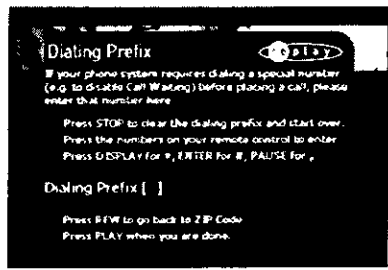 Dialing Prefix
Replay
If your phone system requires dialing a special number
(e.g. to disable Call Waiting) before placing a call, please
enter that number here
Press STOP to clear the dialing prefix and start over.
Press the numbers on your remote control to enter
Press DISPLAY for *, ENTER for #, PAUSE for ,
Dialing Prefix [ ]
Press REW to go back to ZIP Code
Press PLAY when you are done.